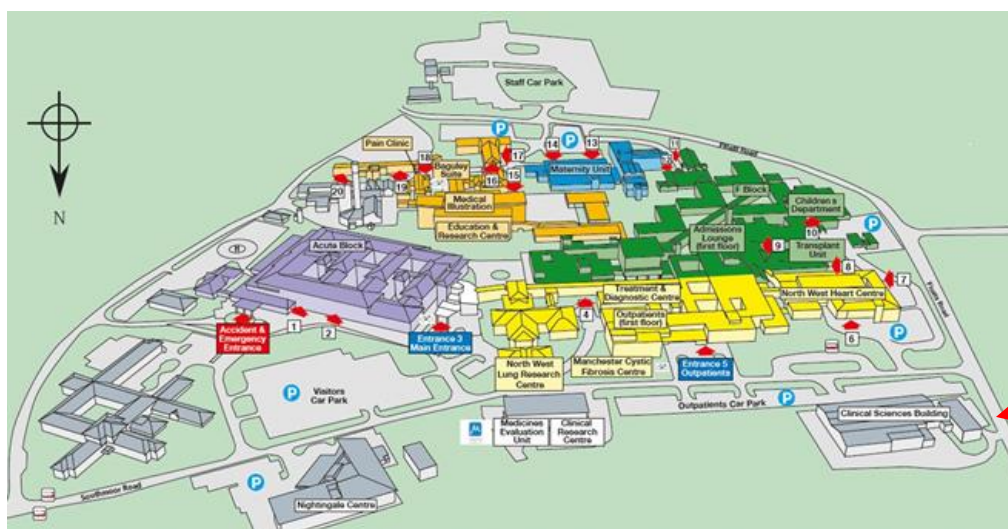 Staff Car Park
P
P
P
14
13
11
17
Pain Clinic
18
Baguley
Suite
Maternity Unit
20
19
16
15
N
Medical
Illustration
F Block
Children s
Department
Education &
Research Centre
10
P
H
Acute Block
Admissions
Lounge
(first floor)
9
Transplant
Unit
8
7
Treatment &
Diagnostic Centre
North West Heart Centre
Floats Road
Accident &
Emergency
Entrance
1
2
Entrance 3
Main Entrance
4
Outpatients
(first floor)
6
P
North West
Lung Research
Centre
Manchester Cystic
Fibrosis Centre
Entrance 5
Outpatients
P
Visitors
Car Park
Outpatients Car Park
P
Clinical Sciences Building
Medicines
Evaluation
Unit
Clinical
Research
Centre
Southmoor Road
P
Nightingale Centre